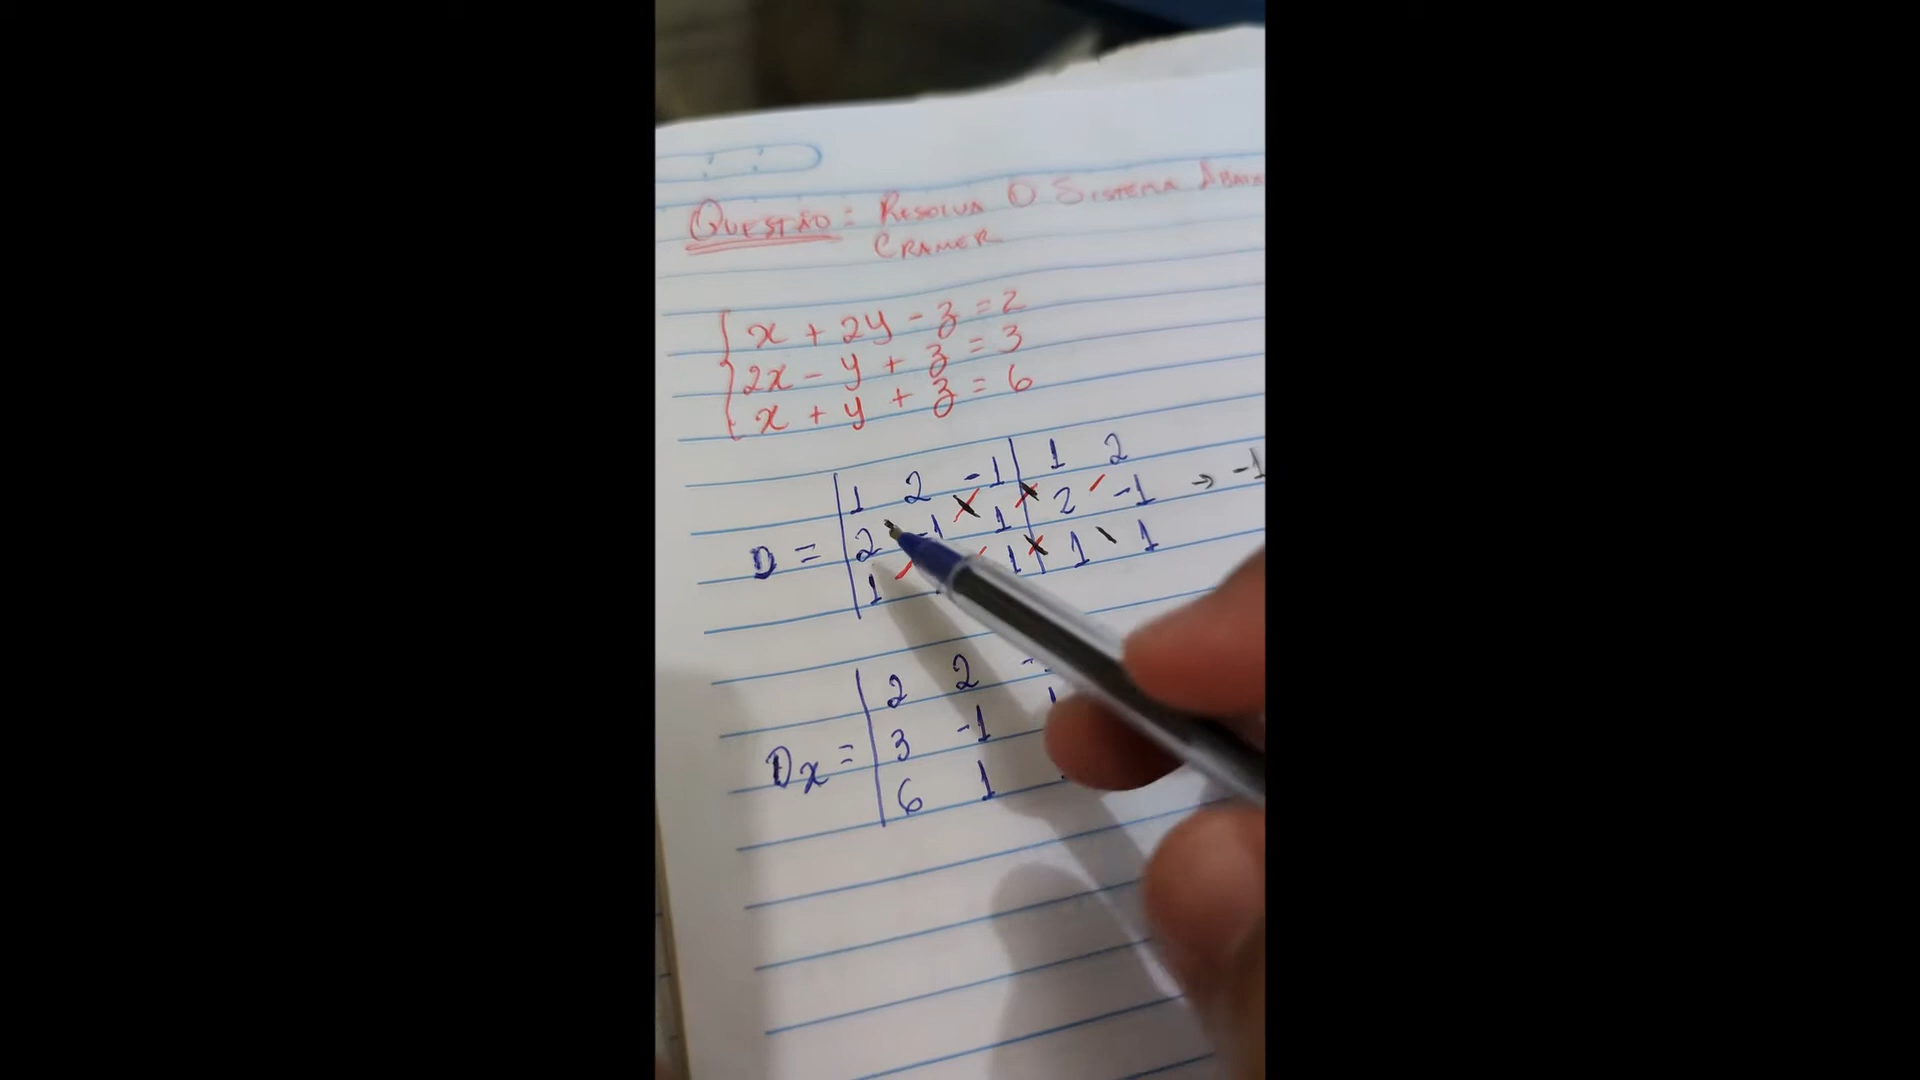 QUESTÃO: RESOLVA O SISTEMA
CRAMER
x + 2y - z = 2
2x - y + z = 3
x + y + z = 6
1 2 -1 | 1 2
D = 2 -1 1 | 2 -1 → -1
1 1 | 1 1
2 2 -
Dx = 3 -1 1
6 1